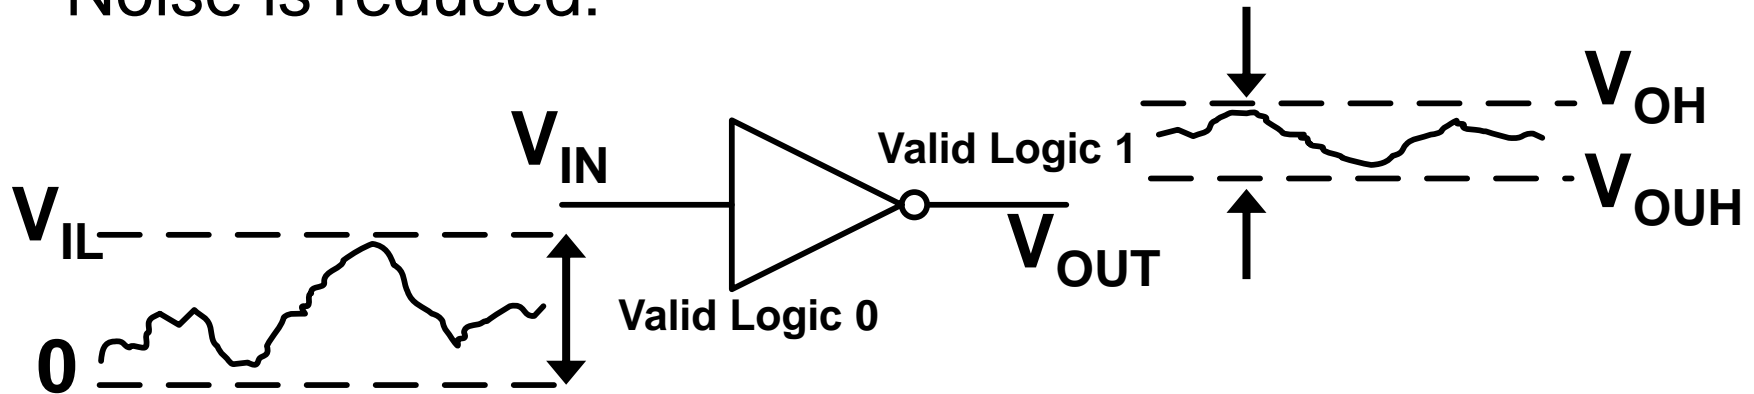 Noise is reduced.
V_OH
V_IN
Valid Logic 1
V_OUH
V_IL
V_OUT
Valid Logic 0
0